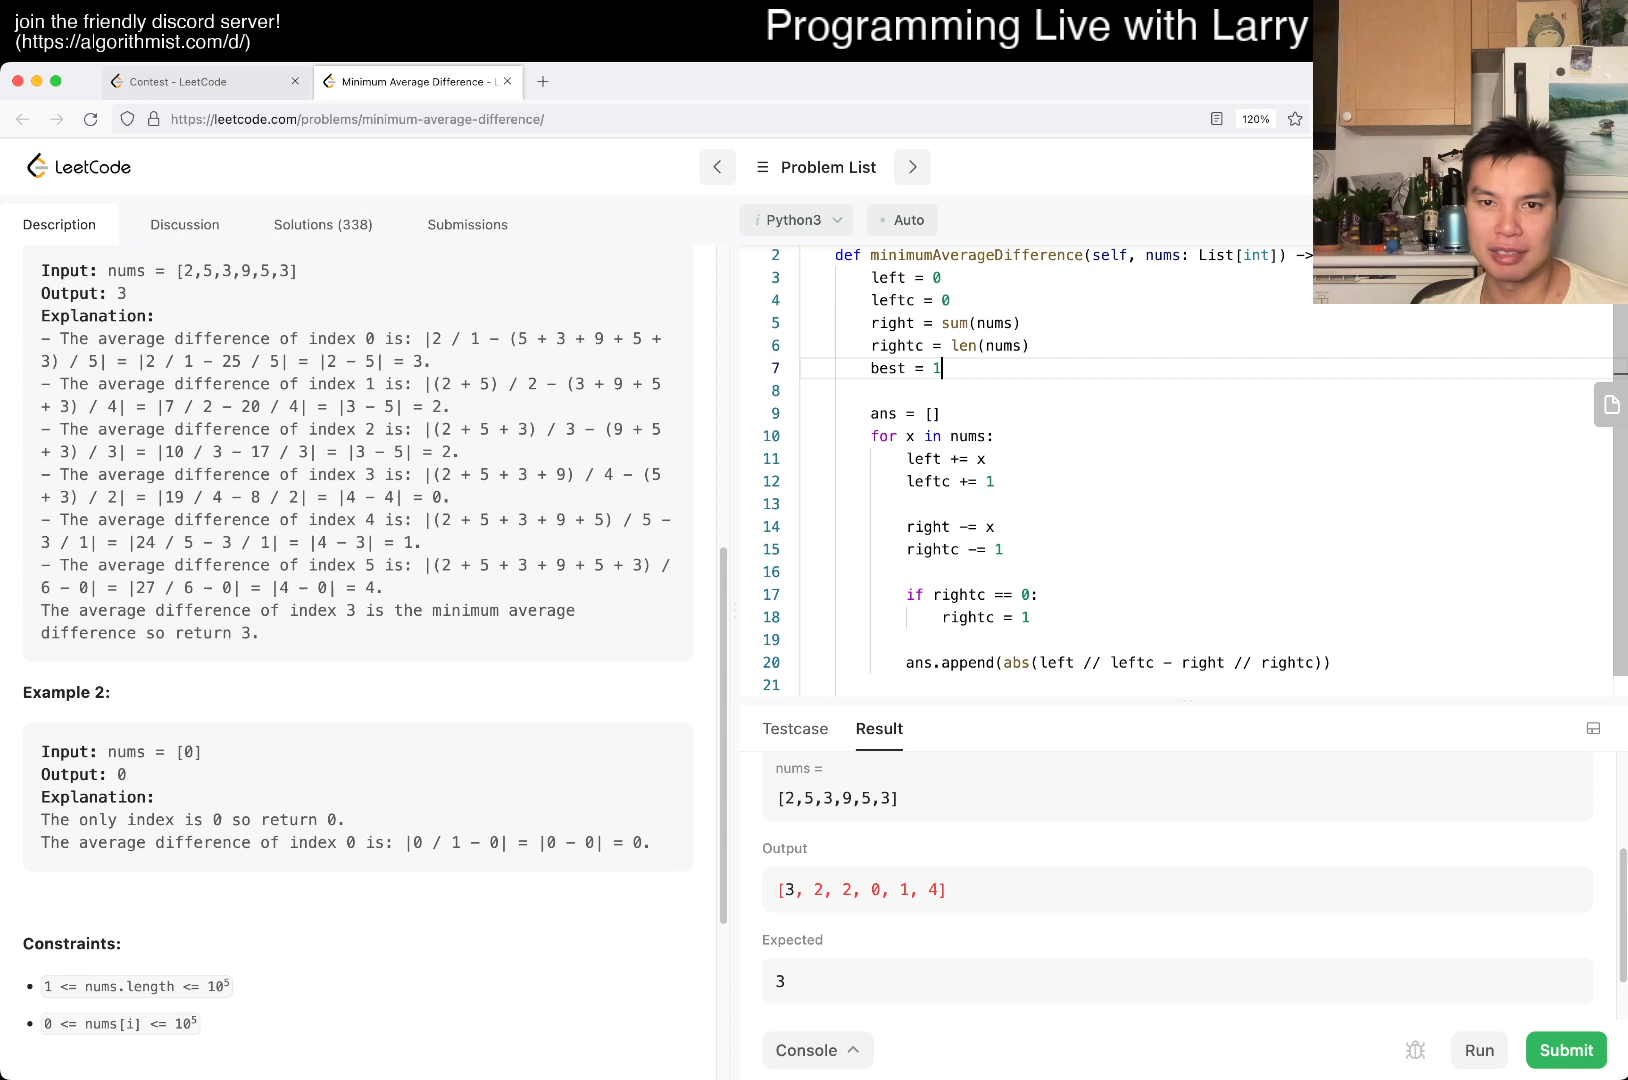 join the friendly discord server!
(https://algorithmist.com/d/)
Programming Live with Larry
Contest - LeetCode
Minimum Average Difference - L
https://leetcode.com/problems/minimum-average-difference/
120%
LeetCode
Problem List
Description
Discussion
Solutions (338)
Submissions
i Python3
Auto
Input: nums = [2,5,3,9,5,3]
Output: 3
Explanation:
- The average difference of index 0 is: |2 / 1 - (5 + 3 + 9 + 5 +
3) / 5| = |2 / 1 - 25 / 5| = |2 - 5| = 3.
- The average difference of index 1 is: |(2 + 5) / 2 - (3 + 9 + 5
+ 3) / 4| = |7 / 2 - 20 / 4| = |3 - 5| = 2.
- The average difference of index 2 is: |(2 + 5 + 3) / 3 - (9 + 5
+ 3) / 3| = |10 / 3 - 17 / 3| = |3 - 5| = 2.
- The average difference of index 3 is: |(2 + 5 + 3 + 9) / 4 - (5
+ 3) / 2| = |19 / 4 - 8 / 2| = |4 - 4| = 0.
- The average difference of index 4 is: |(2 + 5 + 3 + 9 + 5) / 5 -
3 / 1| = |24 / 5 - 3 / 1| = |4 - 3| = 1.
- The average difference of index 5 is: |(2 + 5 + 3 + 9 + 5 + 3) /
6 - 0| = |27 / 6 - 0| = |4 - 0| = 4.
The average difference of index 3 is the minimum average
difference so return 3.
Example 2:
Input: nums = [0]
Output: 0
Explanation:
The only index is 0 so return 0.
The average difference of index 0 is: |0 / 1 - 0| = |0 - 0| = 0.
Constraints:
• 1 <= nums.length <= 10⁵
• 0 <= nums[i] <= 10⁵
2 def minimumAverageDifference(self, nums: List[int]) ->
3 left = 0
4 leftc = 0
5 right = sum(nums)
6 rightc = len(nums)
7 best = 1
8
9 ans = []
10 for x in nums:
11 left += x
12 leftc += 1
13
14 right -= x
15 rightc -= 1
16
17 if rightc == 0:
18 rightc = 1
19
20 ans.append(abs(left // leftc - right // rightc))
21
Testcase
Result
nums =
[2,5,3,9,5,3]
Output
[3, 2, 2, 0, 1, 4]
Expected
3
Console
Run
Submit